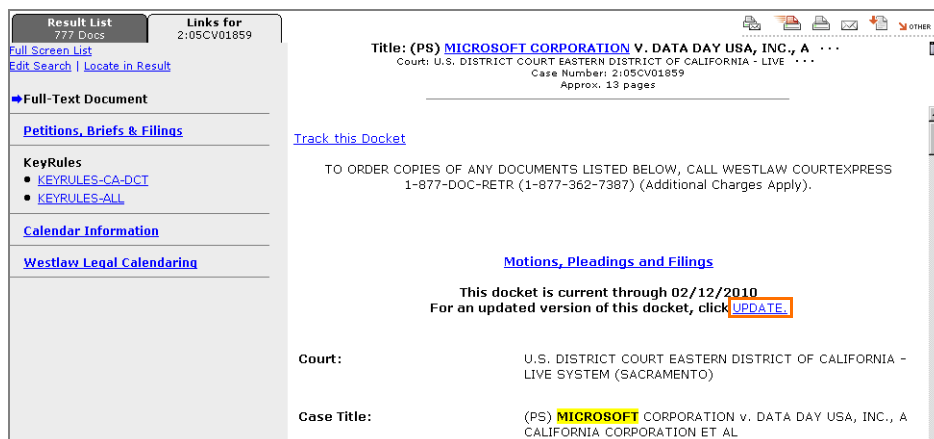 Result List
777 Docs
Links for
2:05CV01859
OTHER
Full Screen List
Edit Search | Locate in Result
Full-Text Document
Petitions, Briefs & Filings
KeyRules
• KEYRULES-CA-DCT
• KEYRULES-ALL
Calendar Information
Westlaw Legal Calendaring
Title: (PS) MICROSOFT CORPORATION V. DATA DAY USA, INC., A ···
Court: U.S. DISTRICT COURT EASTERN DISTRICT OF CALIFORNIA - LIVE ···
Case Number: 2:05CV01859
Approx. 13 pages
Track this Docket
TO ORDER COPIES OF ANY DOCUMENTS LISTED BELOW, CALL WESTLAW COURTEXPRESS
1-877-DOC-RETR (1-877-362-7387) (Additional Charges Apply).
Motions, Pleadings and Filings
This docket is current through 02/12/2010
For an updated version of this docket, click UPDATE.
Court: U.S. DISTRICT COURT EASTERN DISTRICT OF CALIFORNIA -
LIVE SYSTEM (SACRAMENTO)
Case Title: (PS) MICROSOFT CORPORATION v. DATA DAY USA, INC., A
CALIFORNIA CORPORATION ET AL